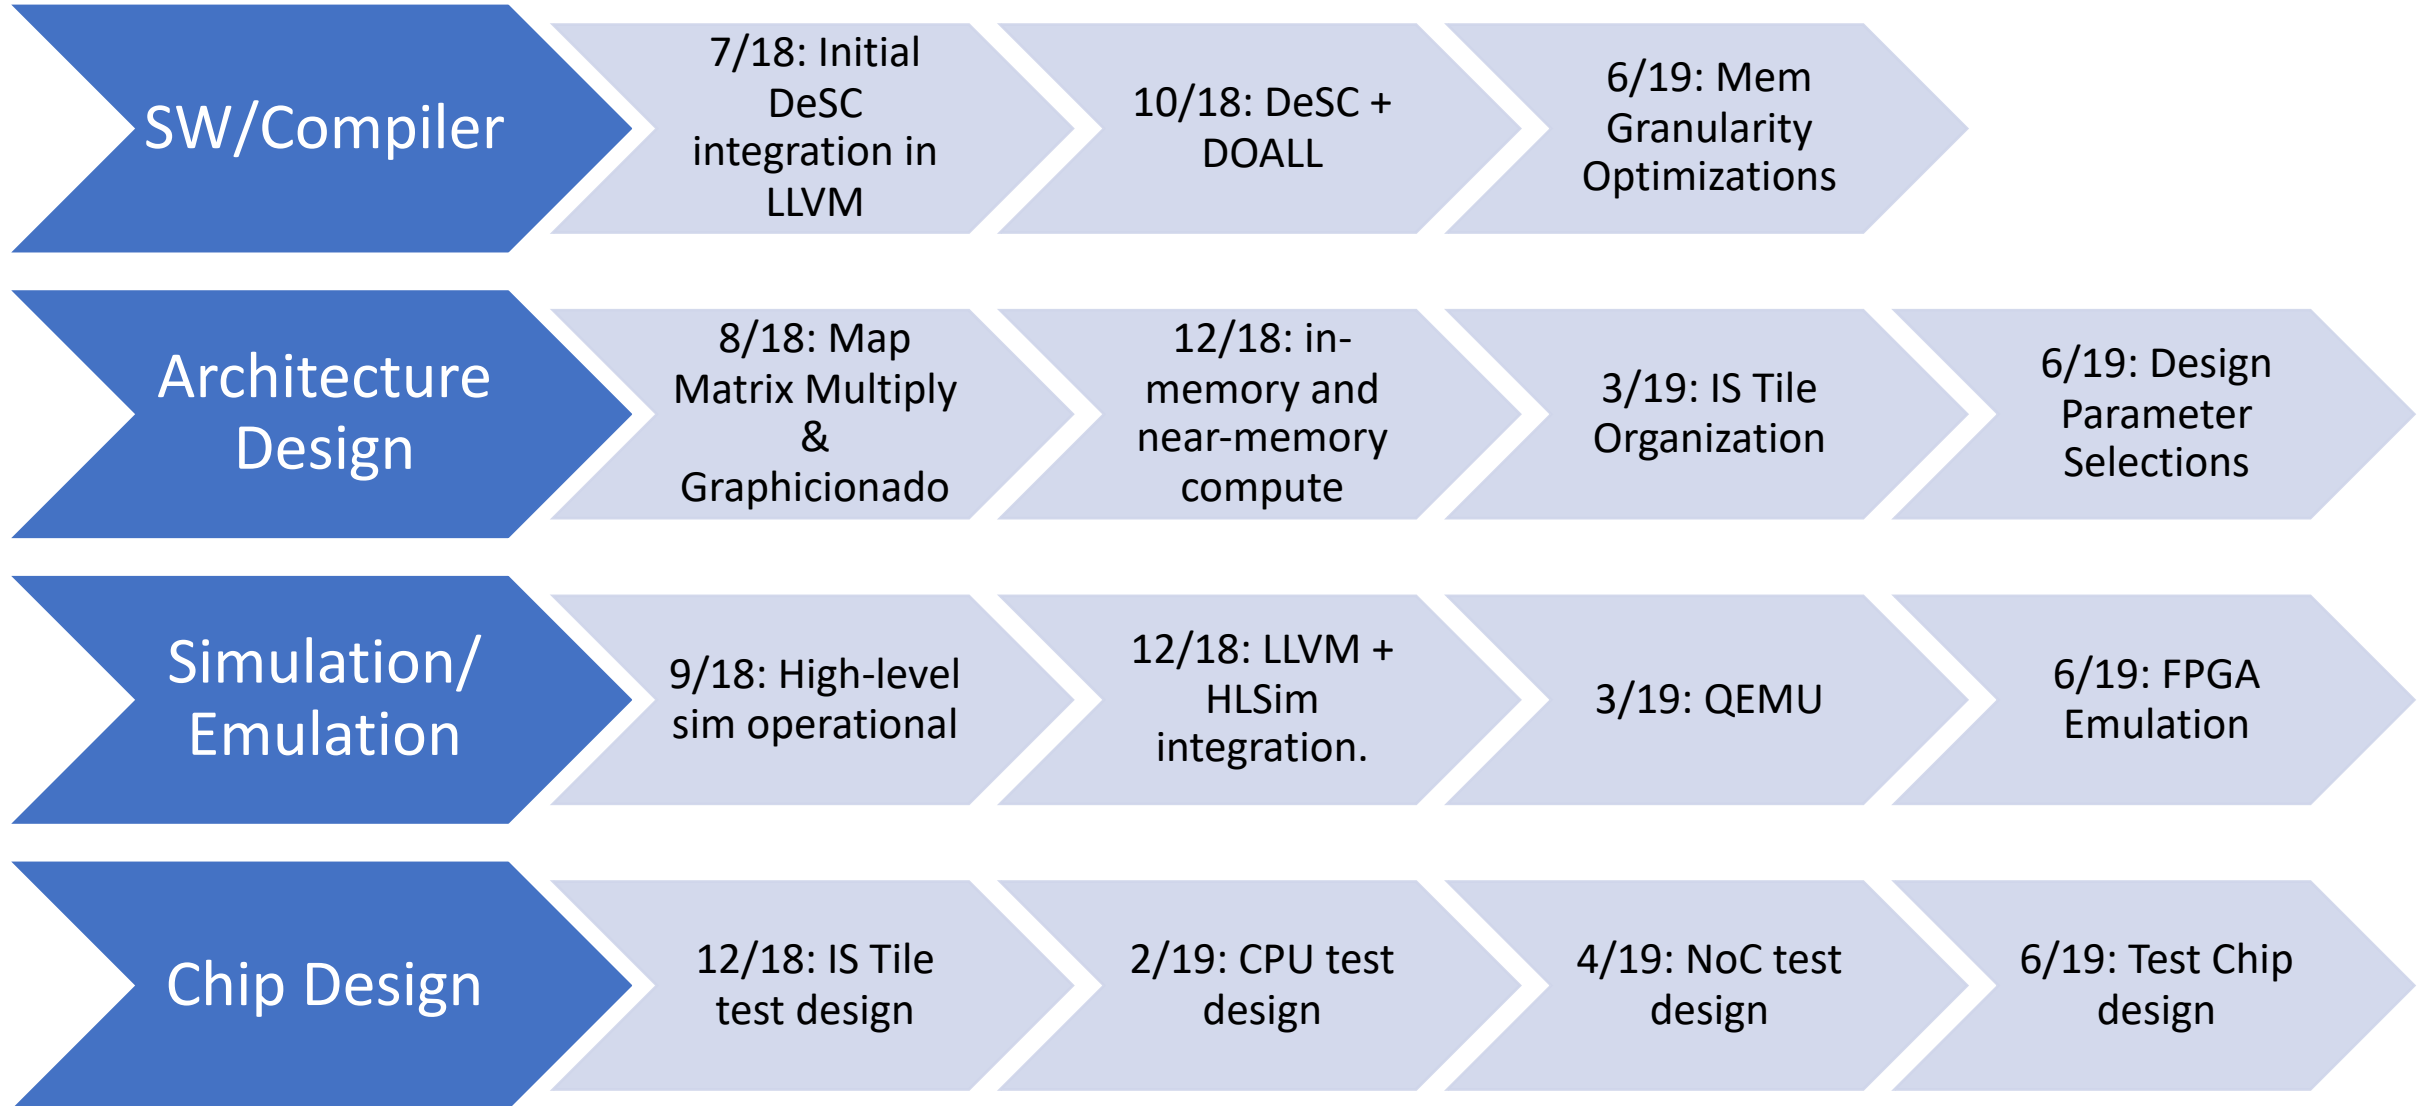 SW/Compiler
7/18: Initial
DeSC
integration in
LLVM
10/18: DeSC +
DOALL
6/19: Mem
Granularity
Optimizations
Architecture
Design
8/18: Map
Matrix Multiply
&
Graphicionado
12/18: in-
memory and
near-memory
compute
3/19: IS Tile
Organization
6/19: Design
Parameter
Selections
Simulation/
Emulation
9/18: High-level
sim operational
12/18: LLVM +
HLSim
integration.
3/19: QEMU
6/19: FPGA
Emulation
Chip Design
12/18: IS Tile
test design
2/19: CPU test
design
4/19: NoC test
design
6/19: Test Chip
design